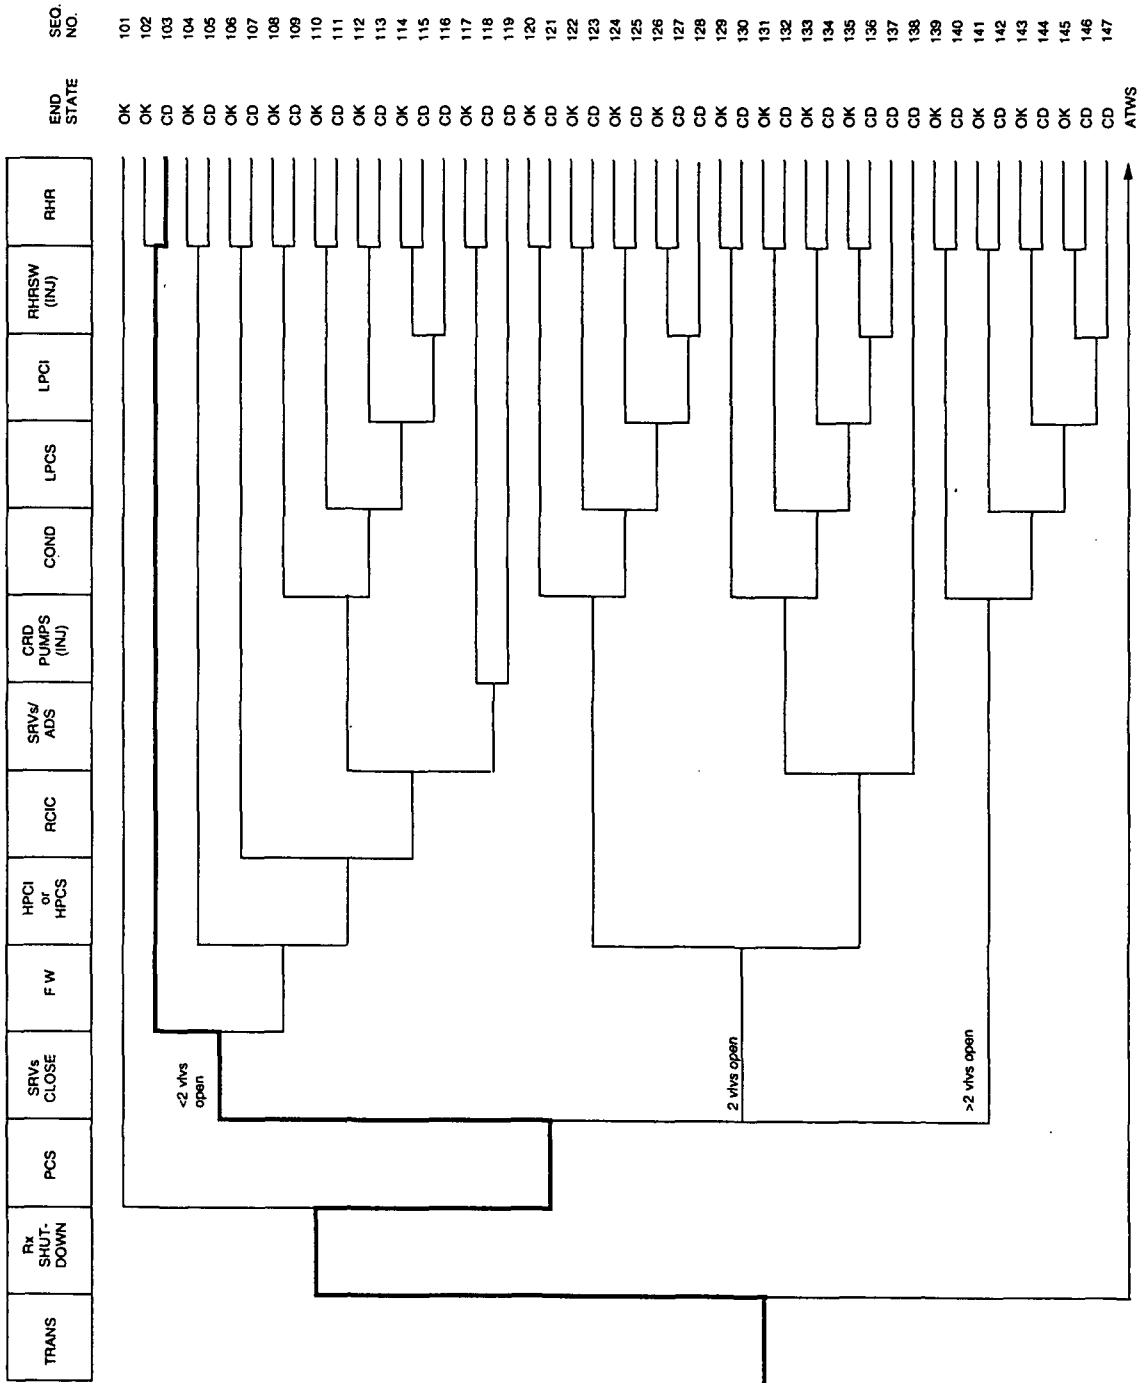 TRANS
Rx
SHUT-
DOWN
PCS
SRVs
CLOSE
F W
HPCI
or
HPCS
RCIC
SRVs/
ADS
CRD
PUMPS
(INJ)
COND
LPCS
LPCI
RHRSW
(INJ)
RHR
END
STATE
SEQ.
NO.
OK 101
OK 102
CD 103
OK 104
CD 105
OK 106
CD 107
OK 108
CD 109
OK 110
CD 111
OK 112
CD 113
OK 114
CD 115
CD 116
OK 117
CD 118
CD 119
OK 120
CD 121
OK 122
CD 123
OK 124
CD 125
OK 126
CD 127
CD 128
OK 129
CD 130
OK 131
CD 132
OK 133
CD 134
OK 135
CD 136
CD 137
CD 138
OK 139
CD 140
OK 141
CD 142
OK 143
CD 144
OK 145
CD 146
CD 147
ATWS
<2 vlvs
open
2 vlvs open
>2 vlvs open